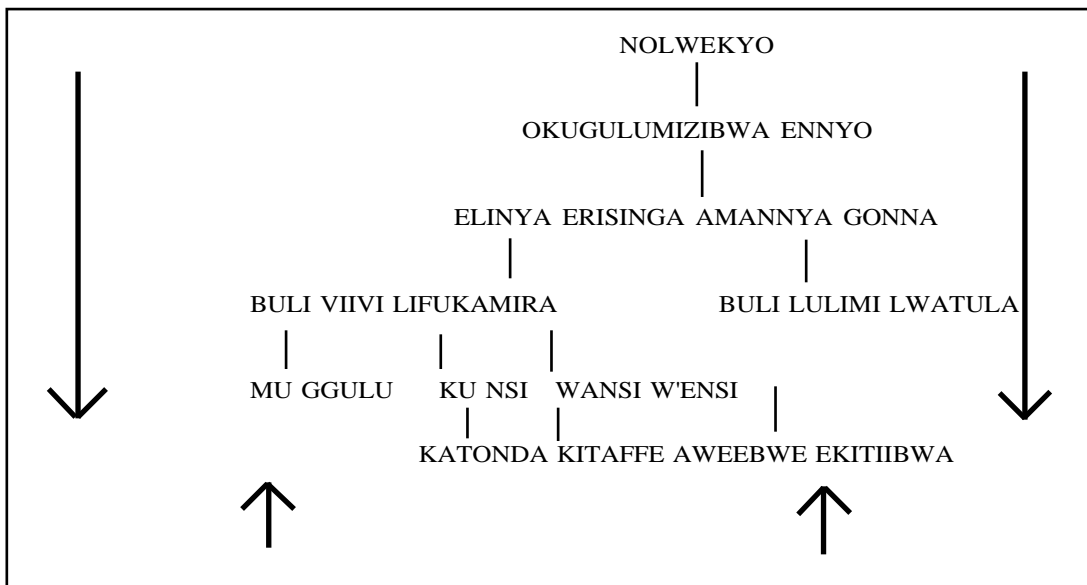 NOLWEKYO
OKUGULUMIZIBWA ENNYO
ELINYA ERISINGA AMANNYA GONNA
BULI VIIVI LIFUKAMIRA BULI LULIMI LWATULA
MU GGULU KU NSI WANSI W'ENSI
KATONDA KITAFFE AWEEBWE EKITIIBWA